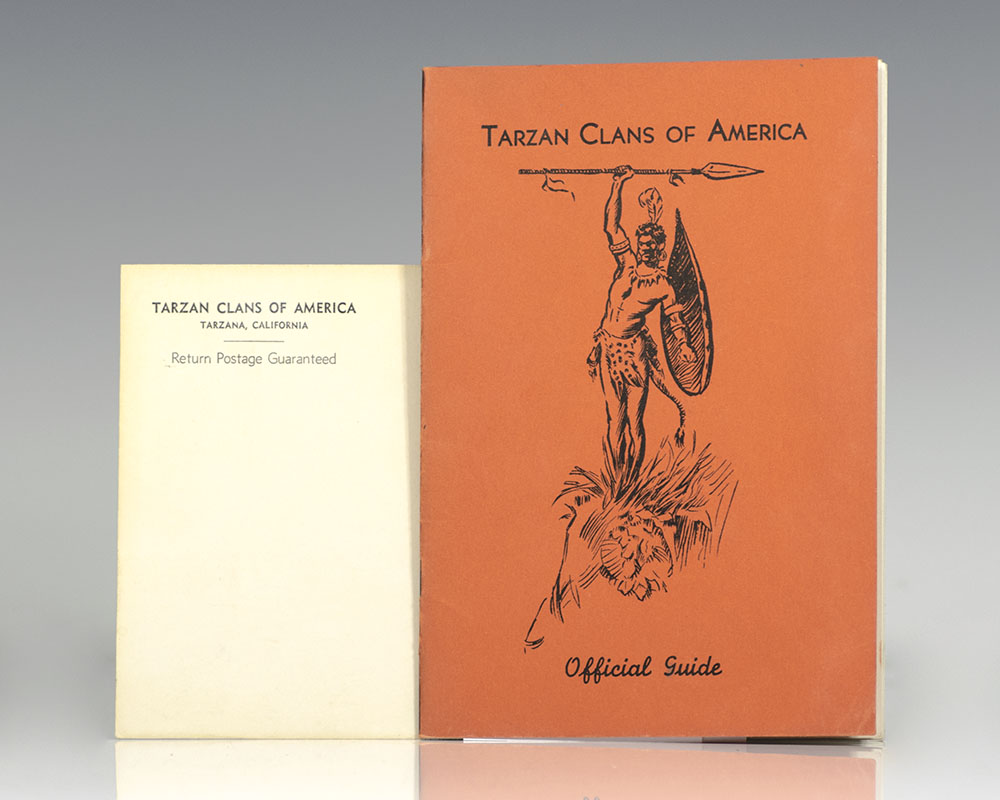 TARZAN CLANS OF AMERICA
TARZANA, CALIFORNIA
Return Postage Guaranteed
TARZAN CLANS OF AMERICA
Official Guide